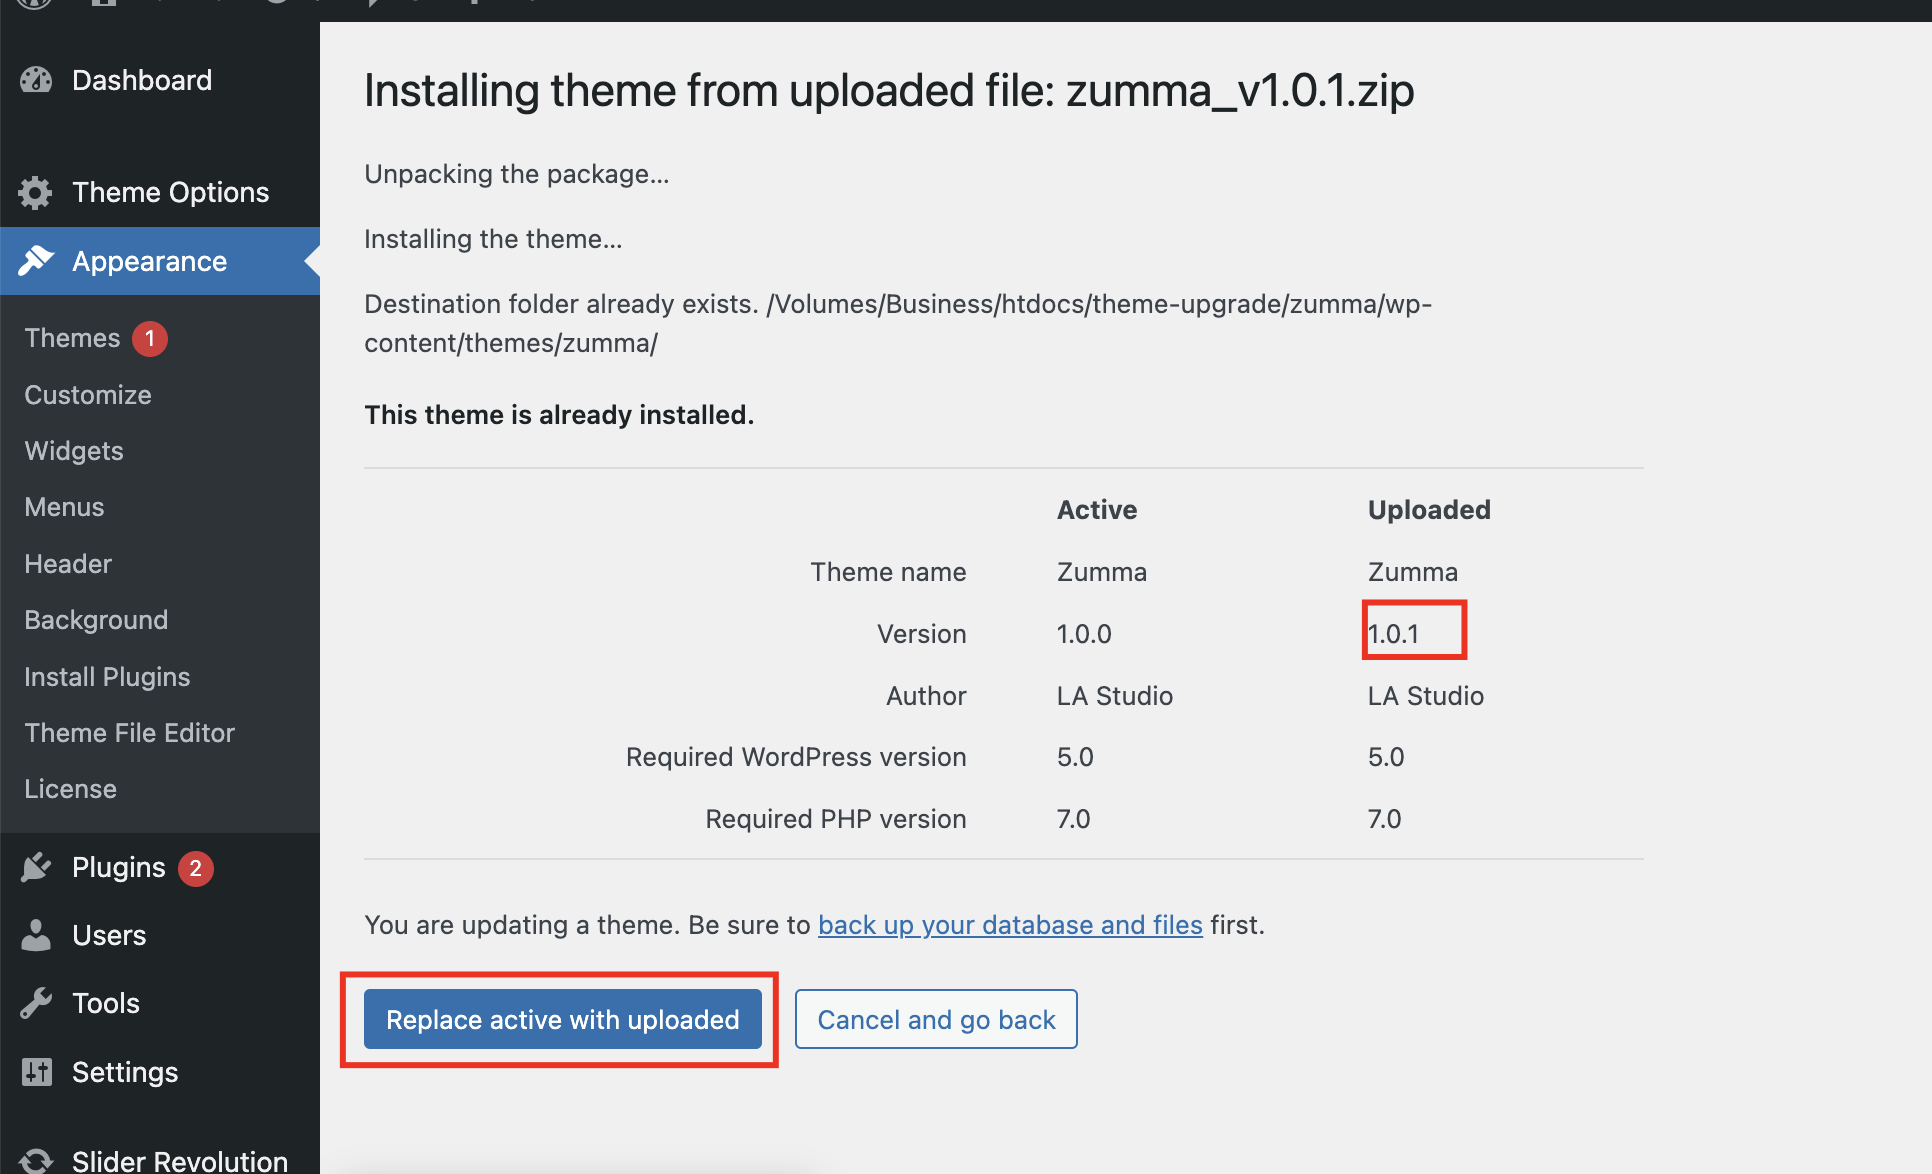 Dashboard
Theme Options
Appearance
Themes 1
Customize
Widgets
Menus
Header
Background
Install Plugins
Theme File Editor
License
Plugins 2
Users
Tools
Settings
Slider Revolution
Installing theme from uploaded file: zumma_v1.0.1.zip
Unpacking the package...
Installing the theme...
Destination folder already exists. /Volumes/Business/htdocs/theme-upgrade/zumma/wp-
content/themes/zumma/
This theme is already installed.
Active Uploaded
Theme name Zumma Zumma
Version 1.0.0 1.0.1
Author LA Studio LA Studio
Required WordPress version 5.0 5.0
Required PHP version 7.0 7.0
You are updating a theme. Be sure to back up your database and files first.
Replace active with uploaded Cancel and go back